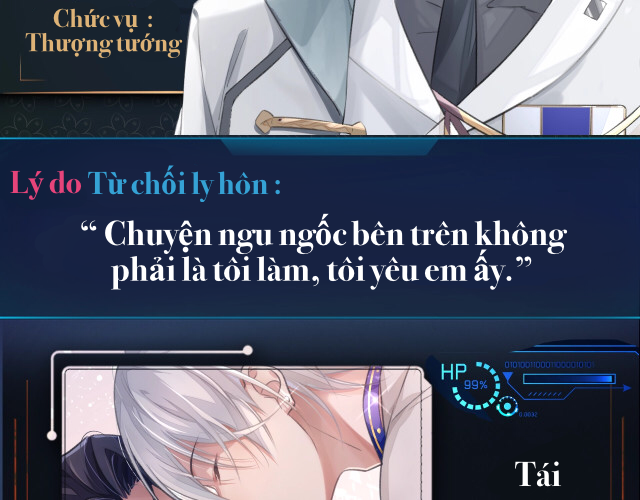 Chức vụ :
Thượng tướng
Lý do Từ chối ly hôn :
“ Chuyện ngu ngốc bên trên không
phải là tôi làm, tôi yêu em ấy.”
HP
99%
Tái